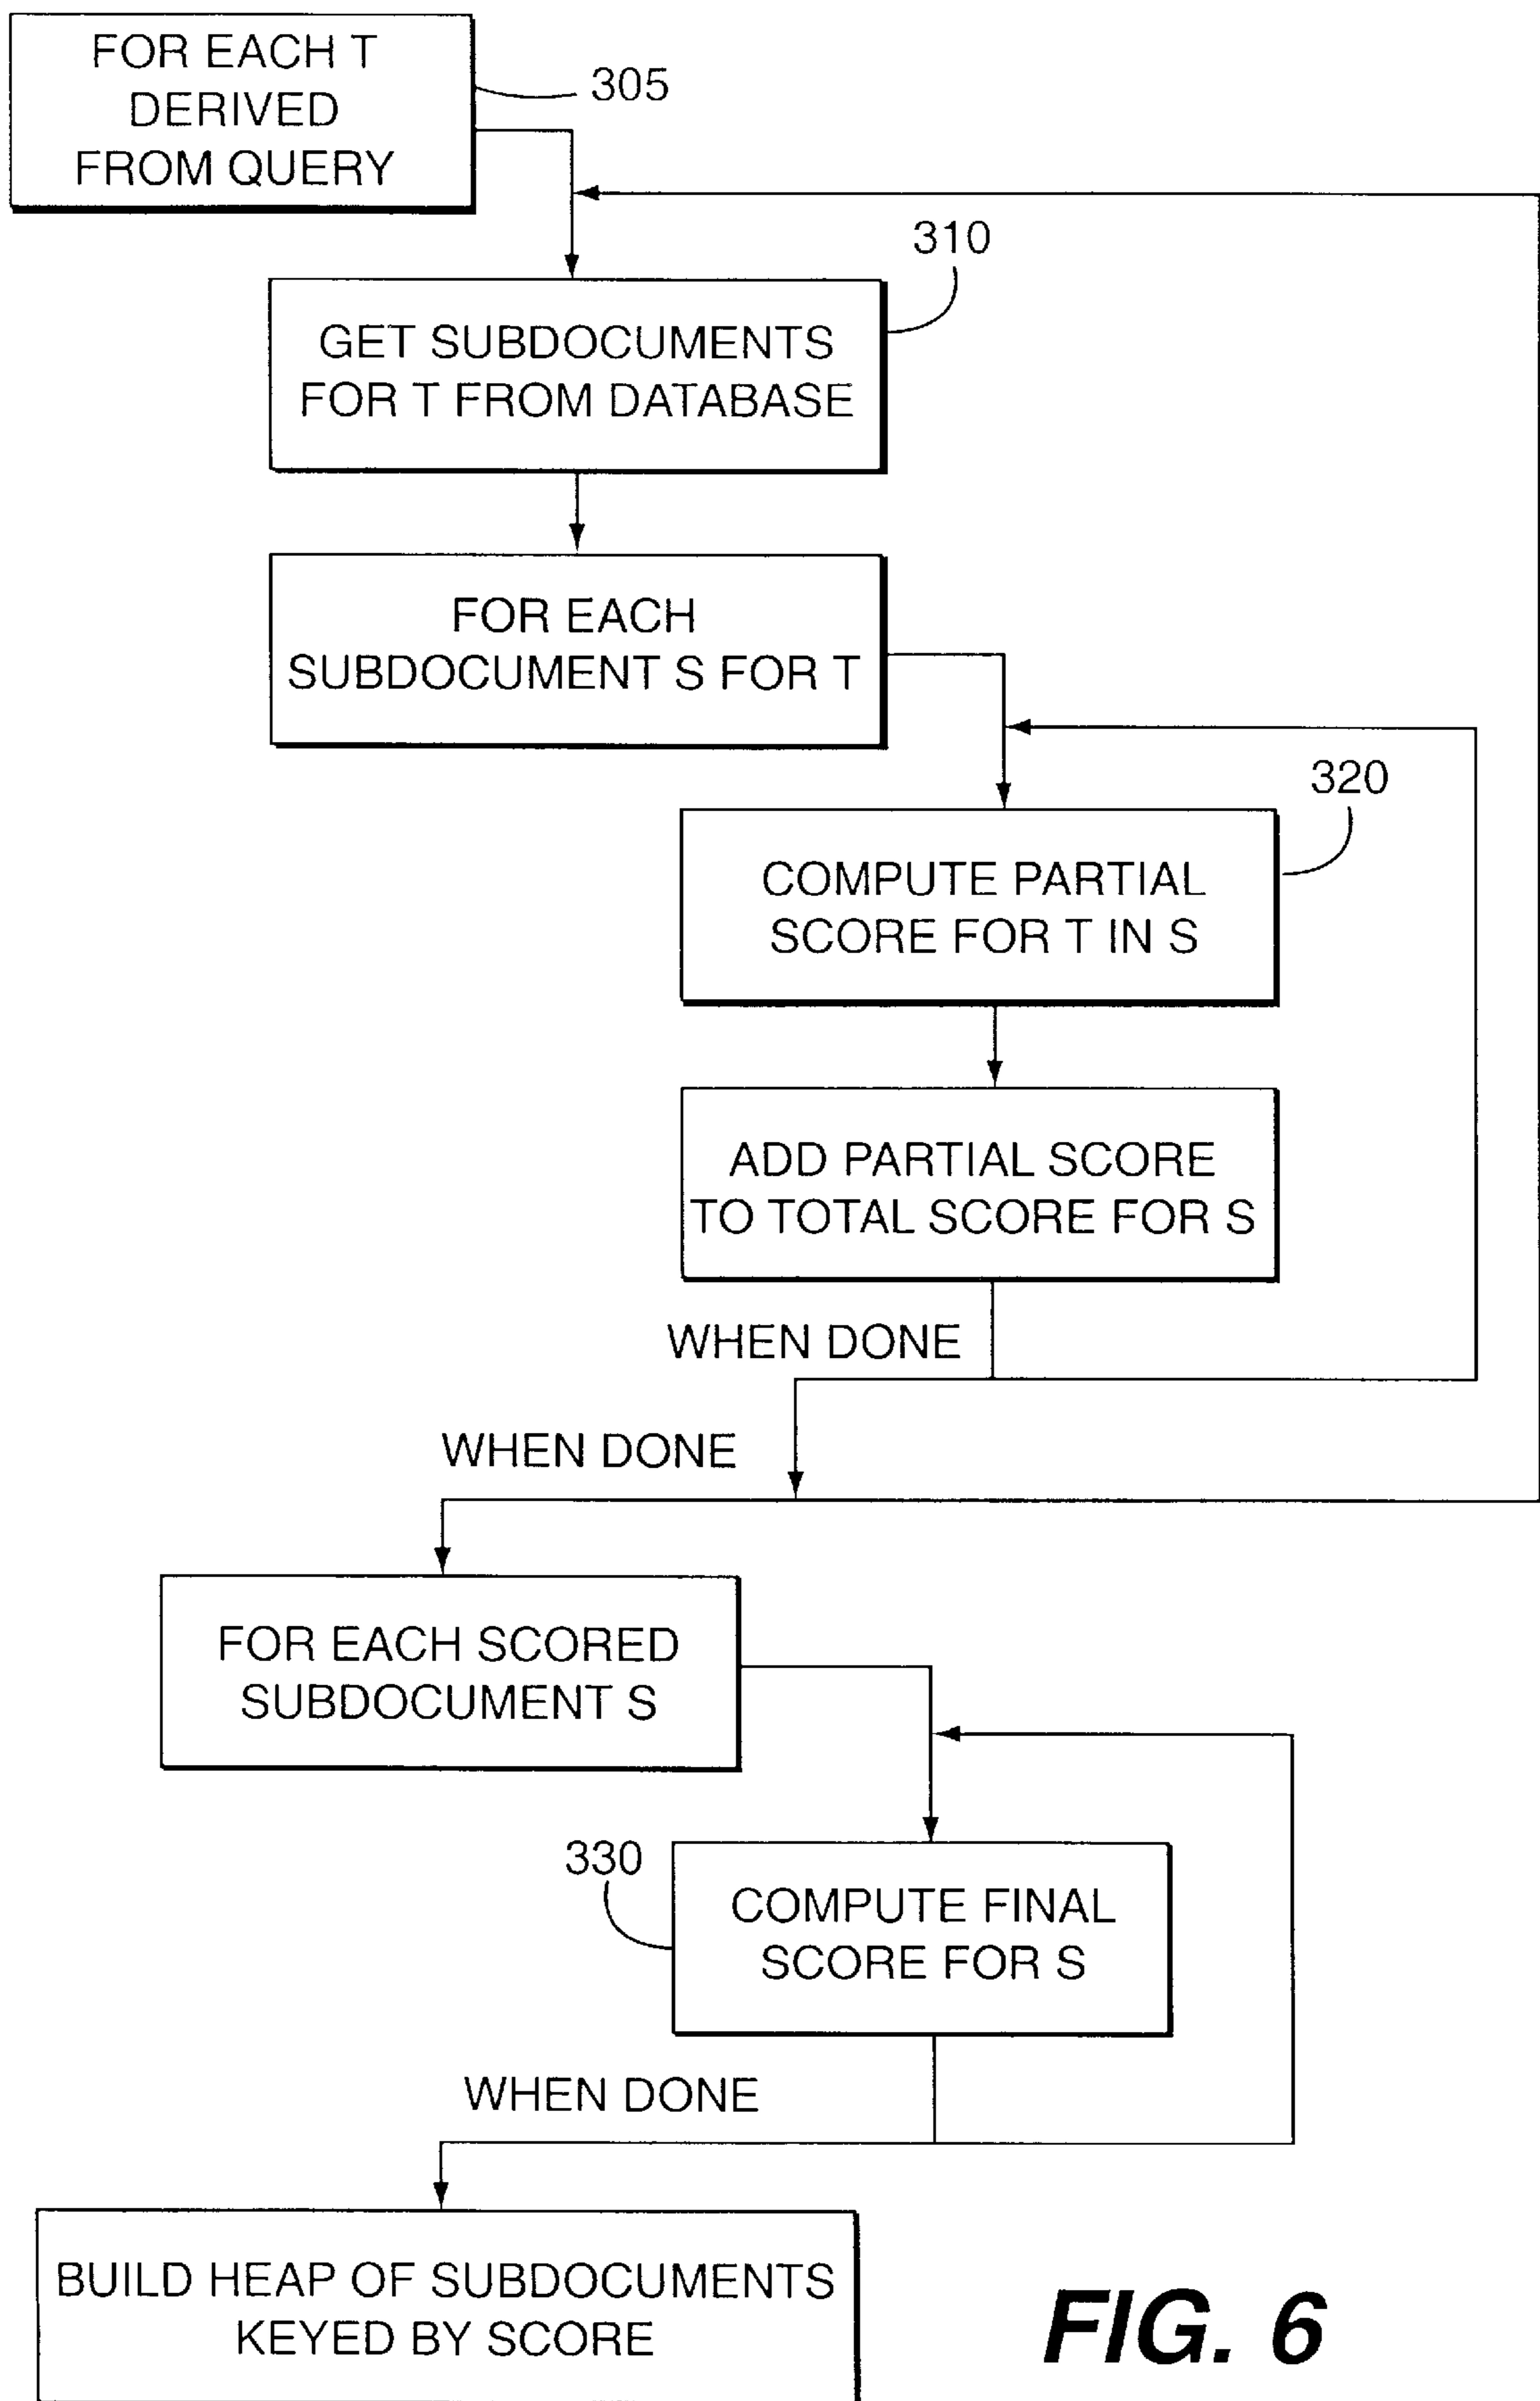 FOR EACH T
DERIVED
FROM QUERY
305
310
GET SUBDOCUMENTS
FOR T FROM DATABASE
FOR EACH
SUBDOCUMENT S FOR T
320
COMPUTE PARTIAL
SCORE FOR T IN S
ADD PARTIAL SCORE
TO TOTAL SCORE FOR S
WHEN DONE
WHEN DONE
FOR EACH SCORED
SUBDOCUMENT S
330
COMPUTE FINAL
SCORE FOR S
WHEN DONE
BUILD HEAP OF SUBDOCUMENTS
KEYED BY SCORE
FIG. 6